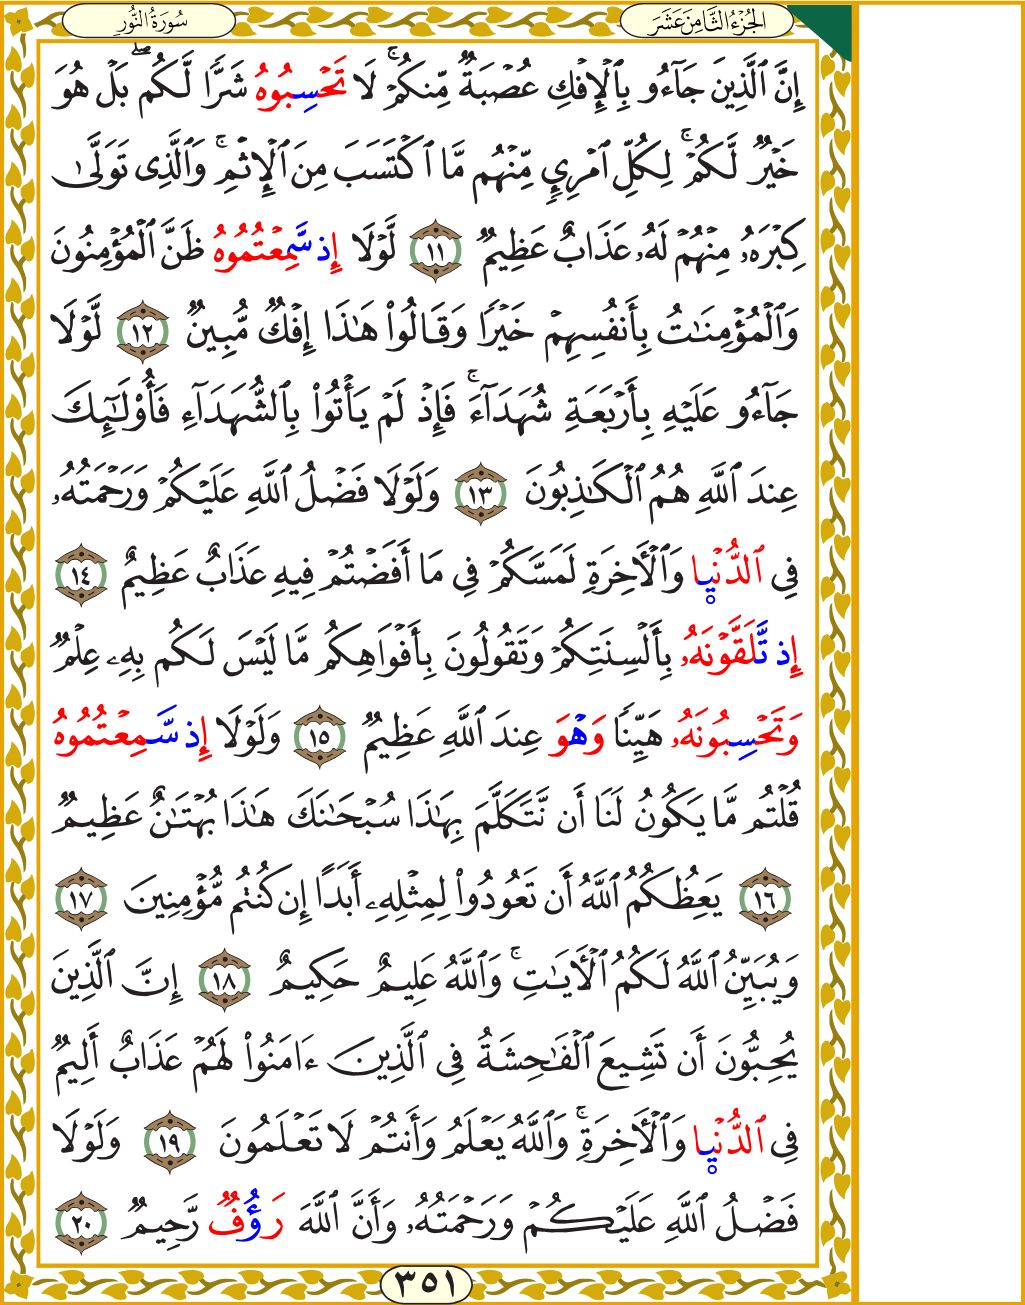 الجُزءُ الثَّامِنَ عَشَرَ
سُورَةُ النُّورِ
إِنَّ ٱلَّذِينَ جَآءُو بِٱلۡإِفۡكِ عُصۡبَةٞ مِّنكُمۡۚ لَا تَحۡسِبُوهُ شَرّٗا لَّكُمۖ بَلۡ هُوَ
خَيۡرٞ لَّكُمۡۚ لِكُلِّ ٱمۡرِيٕٖ مِّنۡهُم مَّا ٱكۡتَسَبَ مِنَ ٱلۡإِثۡمِۚ وَٱلَّذِى تَوَلَّىٰ
كِبۡرَهُۥ مِنۡهُمۡ لَهُۥ عَذَابٌ عَظِيمٞ ١١ لَّوۡلَا إِذ سَّمِعۡتُمُوهُ ظَنَّ ٱلۡمُؤۡمِنُونَ
وَٱلۡمُؤۡمِنَٰتُ بِأَنفُسِهِمۡ خَيۡرٗا وَقَالُواْ هَٰذَا إِفۡكٞ مُّبِينٞ ١٢ لَّوۡلَا
جَآءُو عَلَيۡهِ بِأَرۡبَعَةِ شُهَدَآءَۚ فَإِذۡ لَمۡ يَأۡتُواْ بِٱلشُّهَدَآءِ فَأُوْلَٰٓئِكَ
عِندَ ٱللَّهِ هُمُ ٱلۡكَٰذِبُونَ ١٣ وَلَوۡلَا فَضۡلُ ٱللَّهِ عَلَيۡكُمۡ وَرَحۡمَتُهُۥ
فِى ٱلدُّنۡيا وَٱلۡأٓخِرَةِ لَمَسَّكُمۡ فِى مَا أَفَضۡتُمۡ فِيهِ عَذَابٌ عَظِيمٌ ١٤
إِذ تَّلَقَّوۡنَهُۥ بِأَلۡسِنَتِكُمۡ وَتَقُولُونَ بِأَفۡوَاهِكُم مَّا لَيۡسَ لَكُم بِهِۦ عِلۡمٞ
وَتَحۡسِبُونَهُۥ هَيِّنٗا وَهۡوَ عِندَ ٱللَّهِ عَظِيمٞ ١٥ وَلَوۡلَا إِذ سَّمِعۡتُمُوهُ
قُلۡتُم مَّا يَكُونُ لَنَا أَن نَّتَكَلَّمَ بِهَٰذَا سُبۡحَٰنَكَ هَٰذَا بُهۡتَٰنٌ عَظِيمٞ
١٦ يَعِظُكُمُ ٱللَّهُ أَن تَعُودُواْ لِمِثۡلِهِۦ أَبَدًا إِن كُنتُم مُّؤۡمِنِينَ ١٧
وَيُبَيِّنُ ٱللَّهُ لَكُمُ ٱلۡأٓيَٰتِۚ وَٱللَّهُ عَلِيمٌ حَكِيمٌ ١٨ إِنَّ ٱلَّذِينَ
يُحِبُّونَ أَن تَشِيعَ ٱلۡفَٰحِشَةُ فِى ٱلَّذِينَ ءَامَنُواْ لَهُمۡ عَذَابٌ أَلِيمٞ
فِى ٱلدُّنۡيا وَٱلۡأٓخِرَةِۚ وَٱللَّهُ يَعۡلَمُ وَأَنتُمۡ لَا تَعۡلَمُونَ ١٩ وَلَوۡلَا
فَضۡلُ ٱللَّهِ عَلَيۡكُمۡ وَرَحۡمَتُهُۥ وَأَنَّ ٱللَّهَ رَؤُفٞ رَّحِيمٞ ٢٠
٣٥١